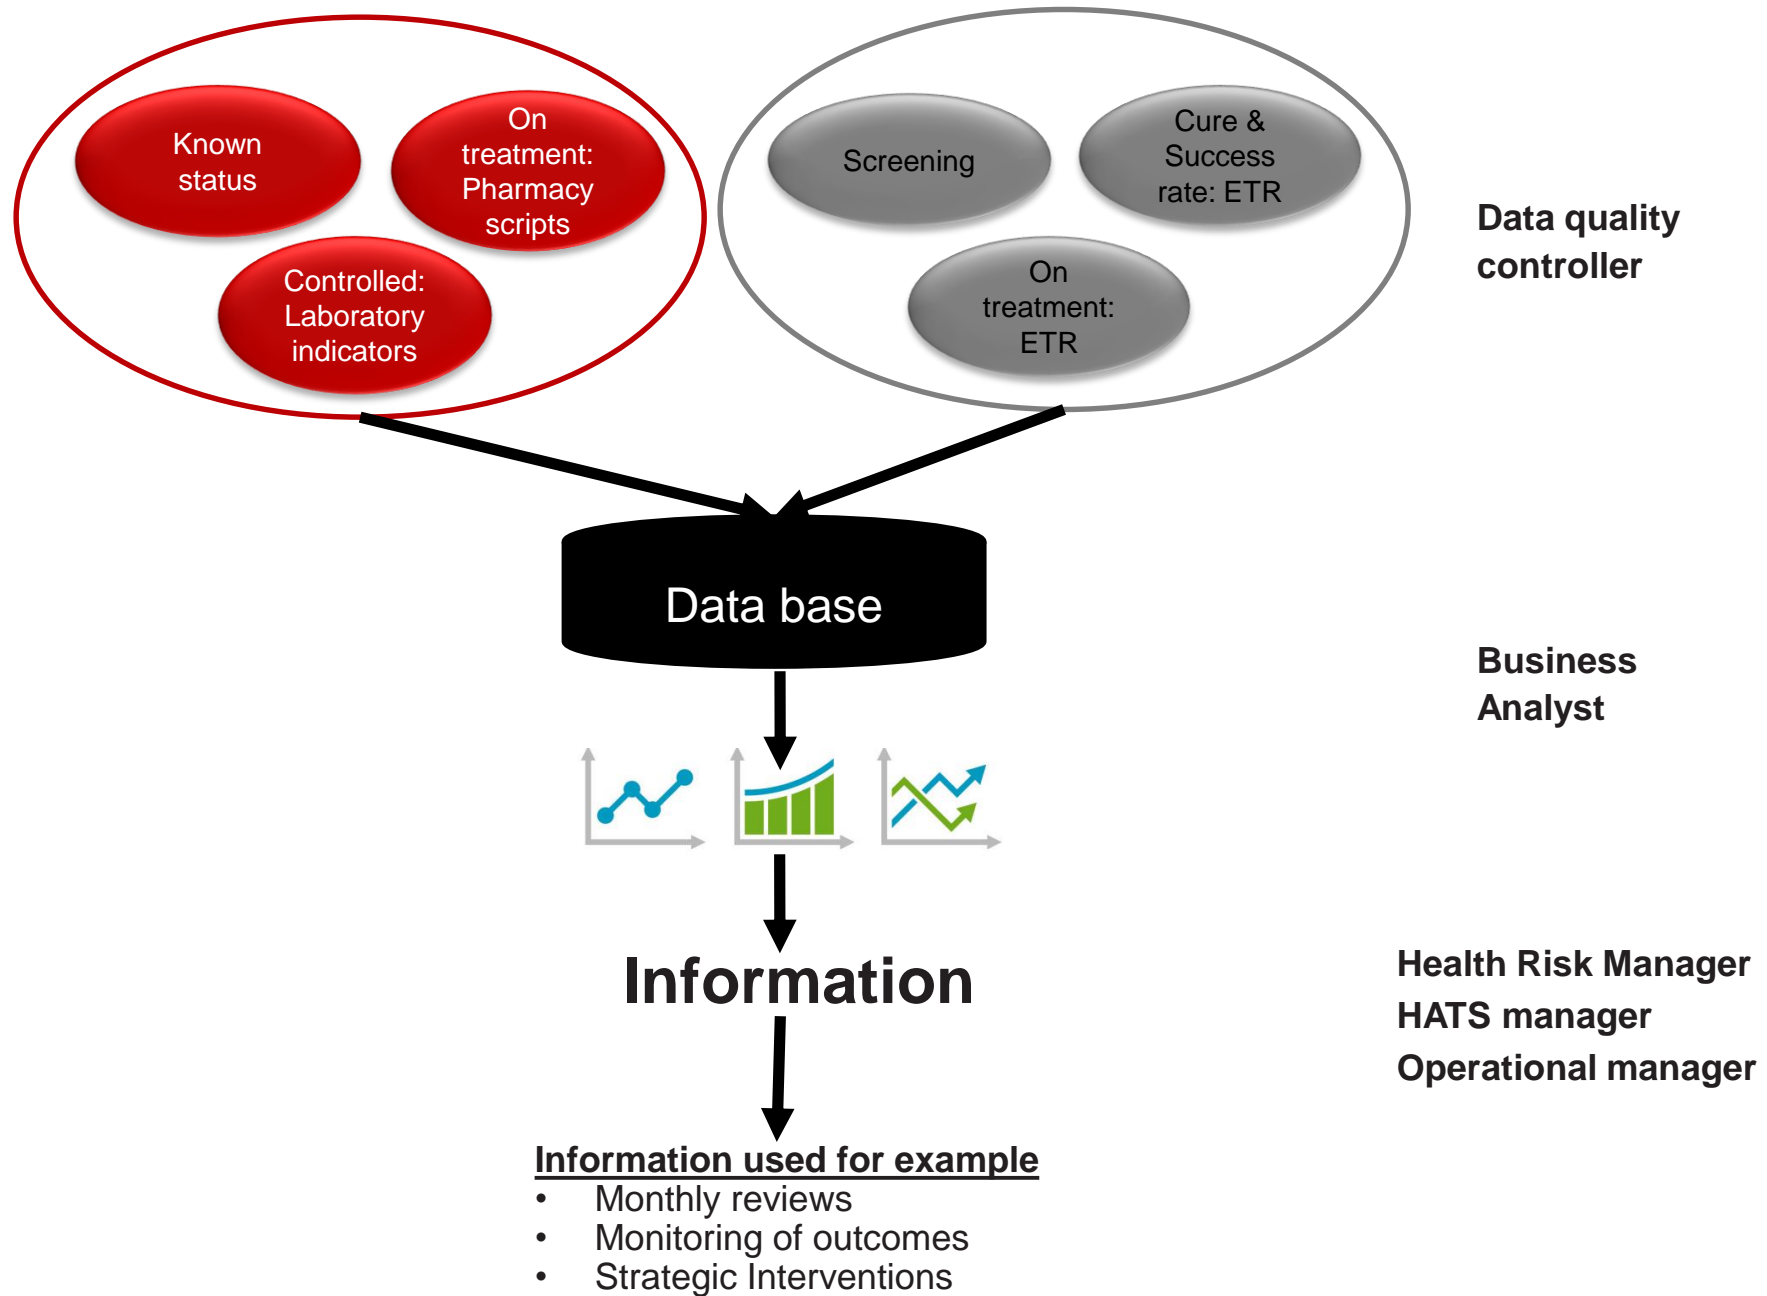 Known
status
On
treatment:
Pharmacy
scripts
Controlled:
Laboratory
indicators
Screening
Cure &
Success
rate: ETR
On
treatment:
ETR
Data quality
controller
Data base
Business
Analyst
Information
Health Risk Manager
HATS manager
Operational manager
Information used for example
• Monthly reviews
• Monitoring of outcomes
• Strategic Interventions